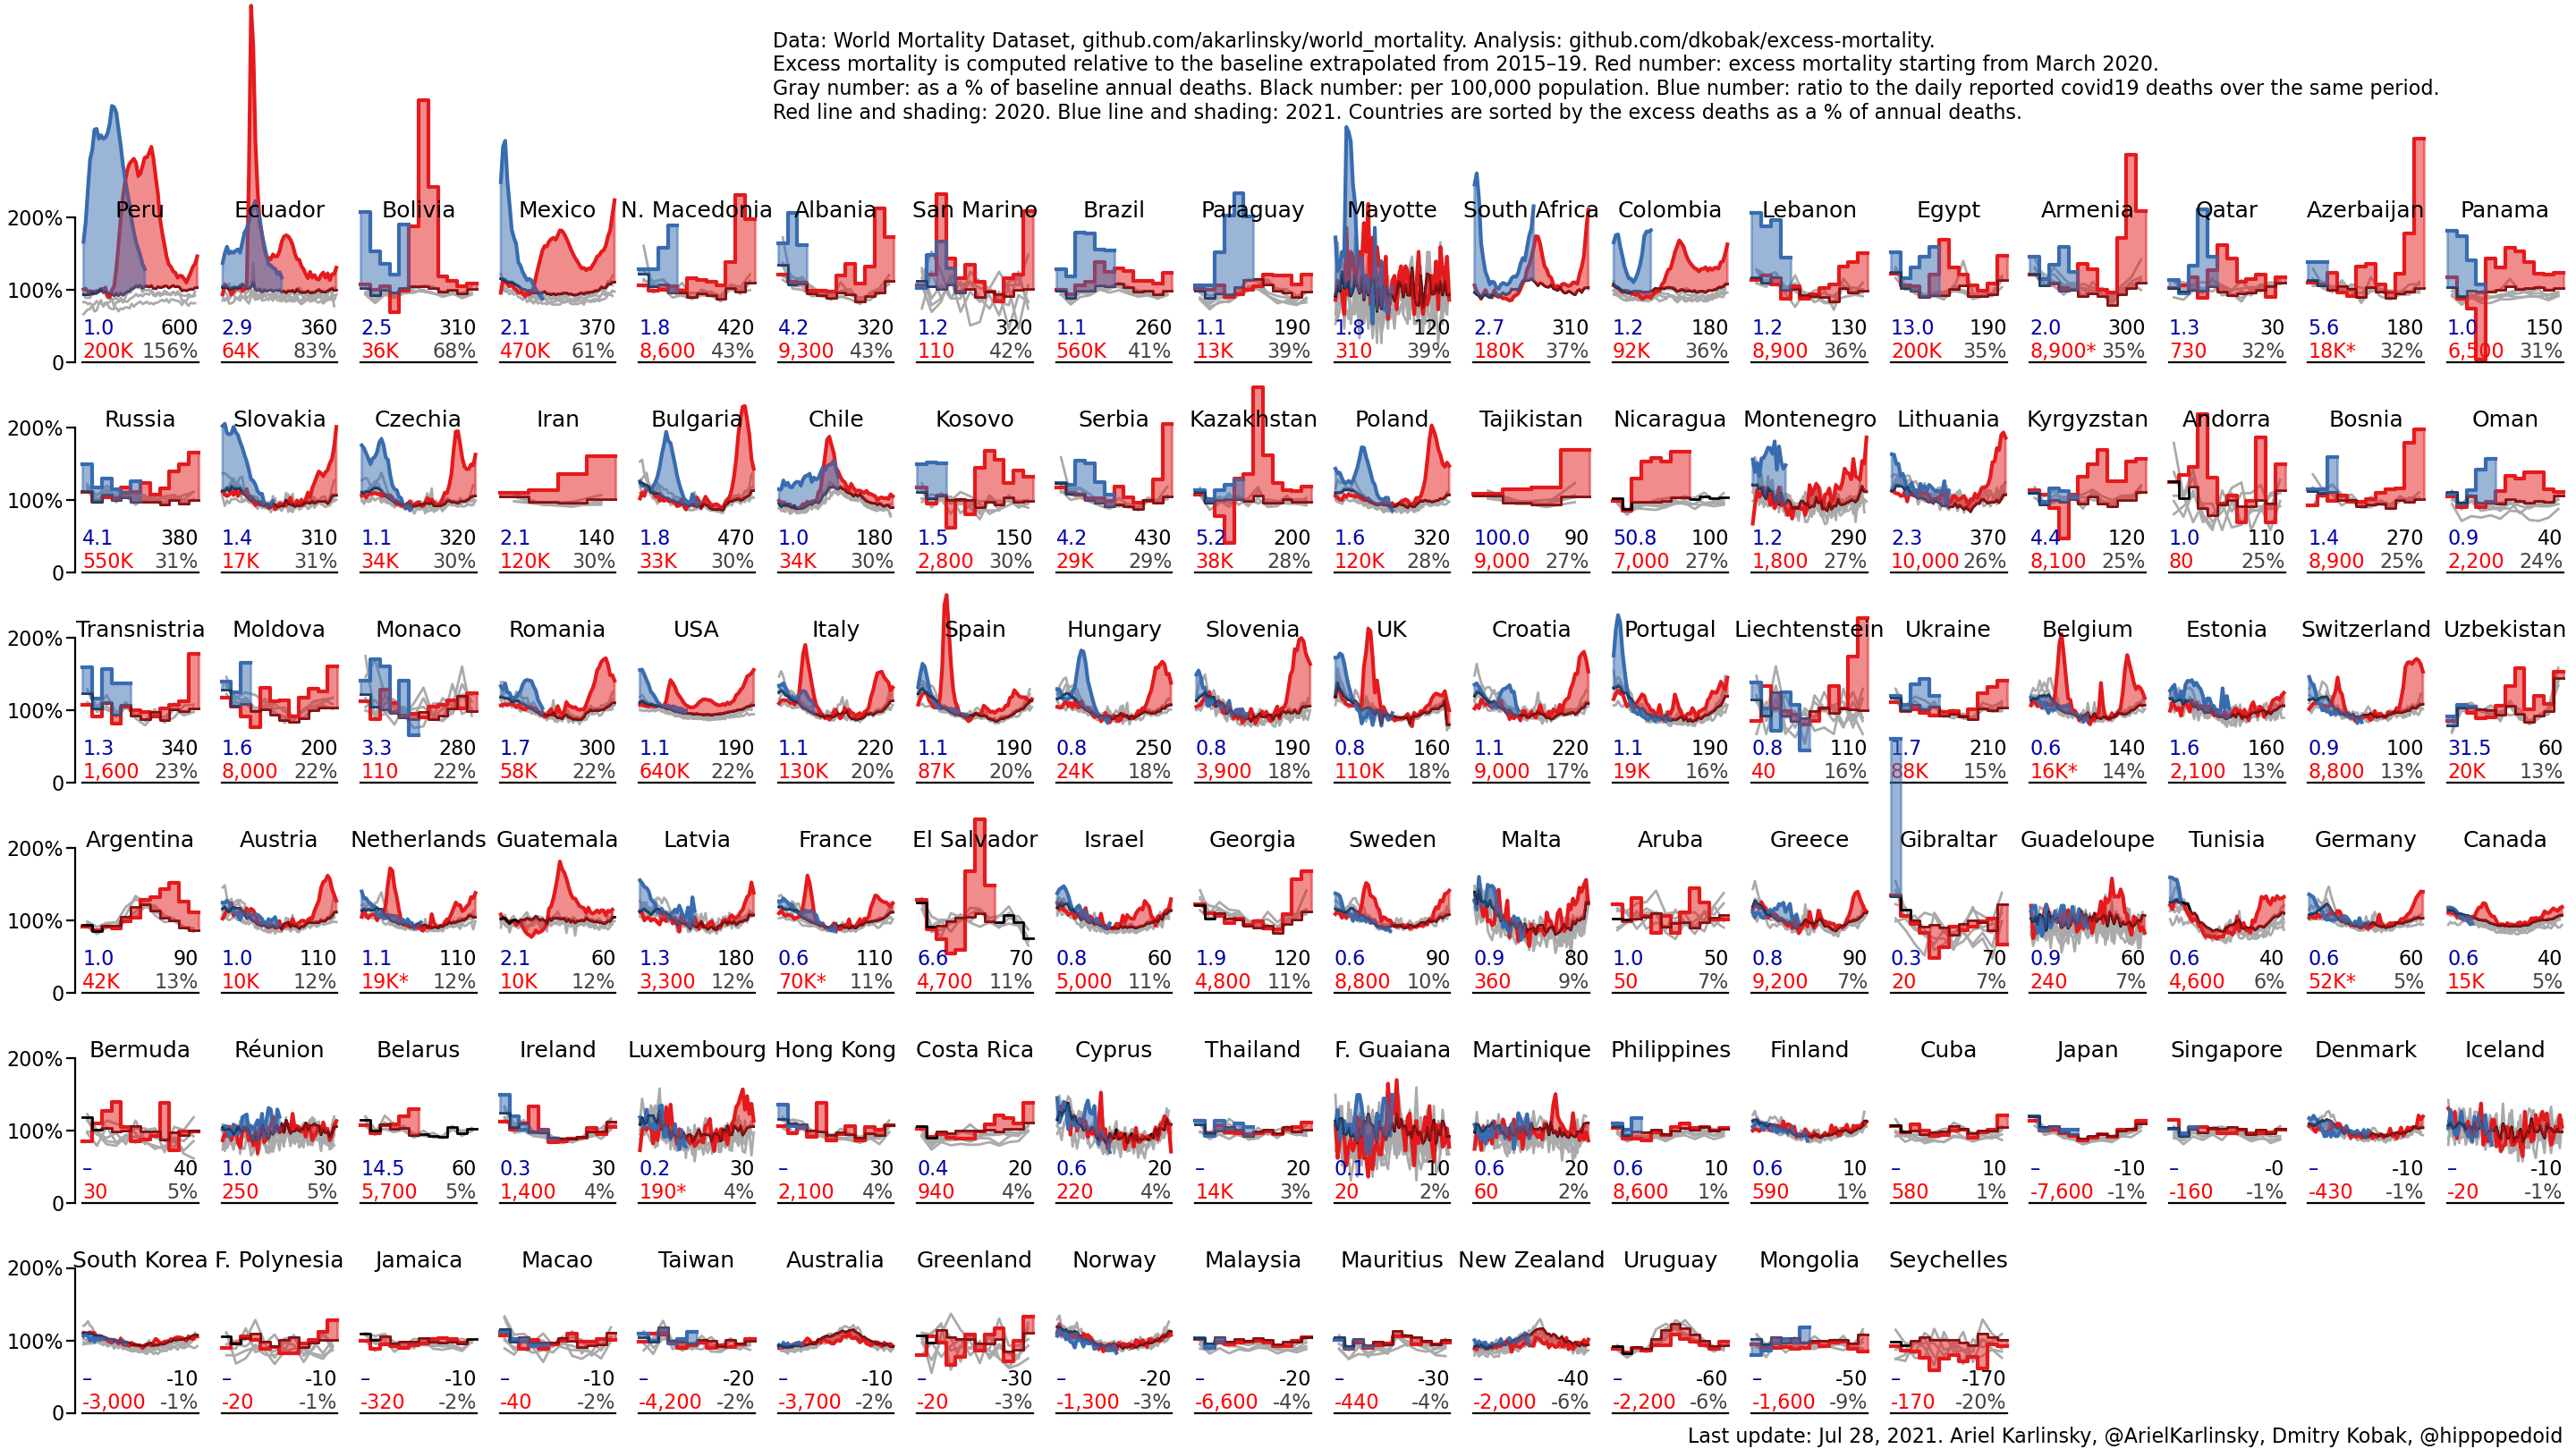 Data: World Mortality Dataset, github.com/akarlinsky/world_mortality. Analysis: github.com/dkobak/excess-mortality.
Excess mortality is computed relative to the baseline extrapolated from 2015–19. Red number: excess mortality starting from March 2020.
Gray number: as a % of baseline annual deaths. Black number: per 100,000 population. Blue number: ratio to the daily reported covid19 deaths over the same period.
Red line and shading: 2020. Blue line and shading: 2021. Countries are sorted by the excess deaths as a % of annual deaths.
200% Peru Ecuador Bolivia Mexico N. Macedonia Albania San Marino Brazil Paraguay Mayotte South Africa Colombia Lebanon Egypt Armenia Qatar Azerbaijan Panama
100%
1.0 600 2.9 360 2.5 310 2.1 370 1.8 420 4.2 320 1.2 320 1.1 260 1.1 190 1.8 120 2.7 310 1.2 180 1.2 130 13.0 190 2.0 300 1.3 30 5.6 180 1.0 150
200K 156% 64K 83% 36K 68% 470K 61% 8,600 43% 9,300 43% 110 42% 560K 41% 13K 39% 310 39% 180K 37% 92K 36% 8,900 36% 200K 35% 8,900* 35% 730 32% 18K* 32% 6,500 31%
0
200% Russia Slovakia Czechia Iran Bulgaria Chile Kosovo Serbia Kazakhstan Poland Tajikistan Nicaragua Montenegro Lithuania Kyrgyzstan Andorra Bosnia Oman
100%
4.1 380 1.4 310 1.1 320 2.1 140 1.8 470 1.0 180 1.5 150 4.2 430 5.2 200 1.6 320 100.0 90 50.8 100 1.2 290 2.3 370 4.4 120 1.0 110 1.4 270 0.9 40
550K 31% 17K 31% 34K 30% 120K 30% 33K 30% 34K 30% 2,800 30% 29K 29% 38K 28% 120K 28% 9,000 27% 7,000 27% 1,800 27% 10,000 26% 8,100 25% 80 25% 8,900 25% 2,200 24%
0
200% Transnistria Moldova Monaco Romania USA Italy Spain Hungary Slovenia UK Croatia Portugal Liechtenstein Ukraine Belgium Estonia Switzerland Uzbekistan
100%
1.3 340 1.6 200 3.3 280 1.7 300 1.1 190 1.1 220 1.1 190 0.8 250 0.8 190 0.8 160 1.1 220 1.1 190 0.8 110 1.7 210 0.6 140 1.6 160 0.9 100 31.5 60
1,600 23% 8,000 22% 110 22% 58K 22% 640K 22% 130K 20% 87K 20% 24K 18% 3,900 18% 110K 18% 9,000 17% 19K 16% 40 16% 88K 15% 16K* 14% 2,100 13% 8,800 13% 20K 13%
0
200% Argentina Austria Netherlands Guatemala Latvia France El Salvador Israel Georgia Sweden Malta Aruba Greece Gibraltar Guadeloupe Tunisia Germany Canada
100%
1.0 90 1.0 110 1.1 110 2.1 60 1.3 180 0.6 110 6.6 70 0.8 60 1.9 120 0.6 90 0.9 80 1.0 50 0.8 90 0.3 70 0.9 60 0.6 40 0.6 60 0.6 40
42K 13% 10K 12% 19K* 12% 10K 12% 3,300 12% 70K* 11% 4,700 11% 5,000 11% 4,800 11% 8,800 10% 360 9% 50 7% 9,200 7% 20 7% 240 7% 4,600 6% 52K* 5% 15K 5%
0
200% Bermuda Réunion Belarus Ireland Luxembourg Hong Kong Costa Rica Cyprus Thailand F. Guaiana Martinique Philippines Finland Cuba Japan Singapore Denmark Iceland
100%
– 40 1.0 30 14.5 60 0.3 30 0.2 30 – 30 0.4 20 0.6 20 – 20 0.1 10 0.6 20 0.6 10 0.6 10 – 10 – -10 – -0 – -10 – -10
30 5% 250 5% 5,700 5% 1,400 4% 190* 4% 2,100 4% 940 4% 220 4% 14K 3% 20 2% 60 2% 8,600 1% 590 1% 580 1% -7,600 -1% -160 -1% -430 -1% -20 -1%
0
200% South Korea F. Polynesia Jamaica Macao Taiwan Australia Greenland Norway Malaysia Mauritius New Zealand Uruguay Mongolia Seychelles
100%
– -10 – -10 – -10 – -10 – -20 – -10 – -30 – -20 – -20 – -30 – -40 – -60 – -50 – -170
-3,000 -1% -20 -1% -320 -2% -40 -2% -4,200 -2% -3,700 -2% -20 -3% -1,300 -3% -6,600 -4% -440 -4% -2,000 -6% -2,200 -6% -1,600 -9% -170 -20%
0
Last update: Jul 28, 2021. Ariel Karlinsky, @ArielKarlinsky, Dmitry Kobak, @hippopedoid